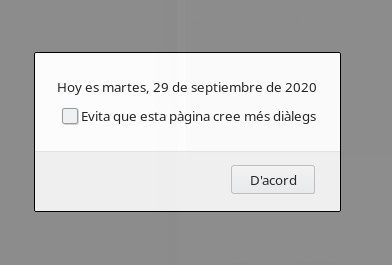 Hoy es martes, 29 de septiembre de 2020
Evita que esta pàgina cree més diàlegs
D'acord